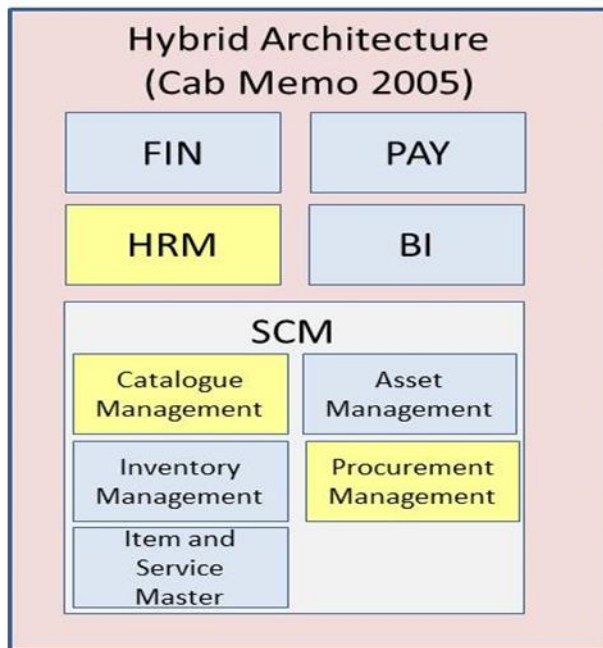 Hybrid Architecture
(Cab Memo 2005)
FIN
PAY
HRM
BI
SCM
Catalogue
Management
Asset
Management
Inventory
Management
Procurement
Management
Item and
Service
Master